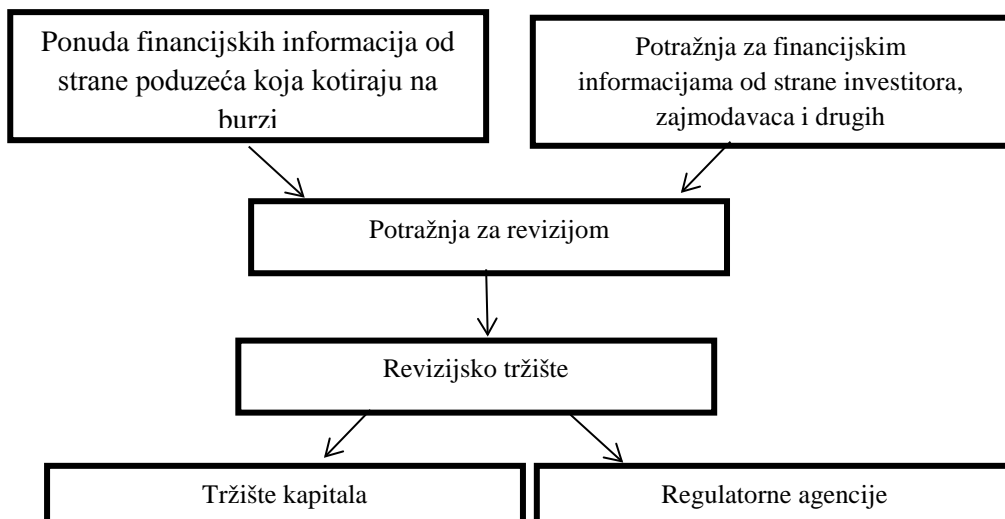 Ponuda financijskih informacija od
strane poduzeća koja kotiraju na
burzi
Potražnja za financijskim
informacijama od strane investitora,
zajmodavaca i drugih
Potražnja za revizijom
Revizijsko tržište
Tržište kapitala
Regulatorne agencije